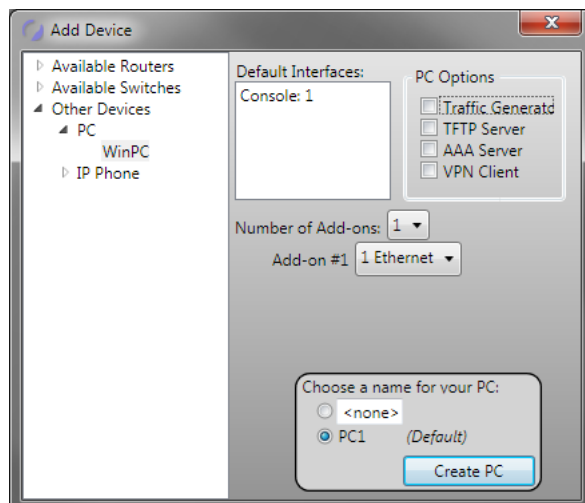 Add Device
Available Routers
Available Switches
Other Devices
PC
WinPC
IP Phone
Default Interfaces:
Console: 1
PC Options
Traffic Generatc
TFTP Server
AAA Server
VPN Client
Number of Add-ons: 1
Add-on #1 1 Ethernet
Choose a name for your PC:
<none>
PC1 (Default)
Create PC